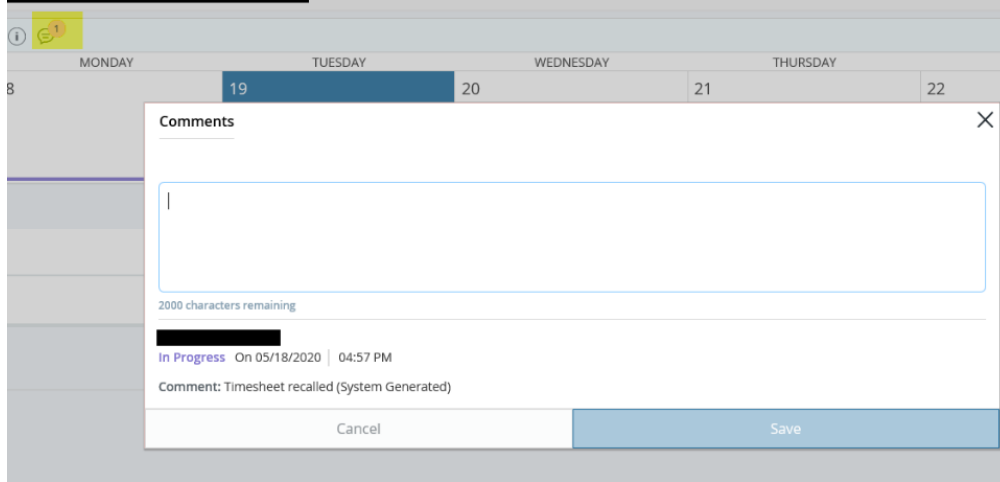 i 1
MONDAY TUESDAY WEDNESDAY THURSDAY
8 19 20 21 22
Comments
2000 characters remaining
In Progress On 05/18/2020 04:57 PM
Comment: Timesheet recalled (System Generated)
Cancel Save